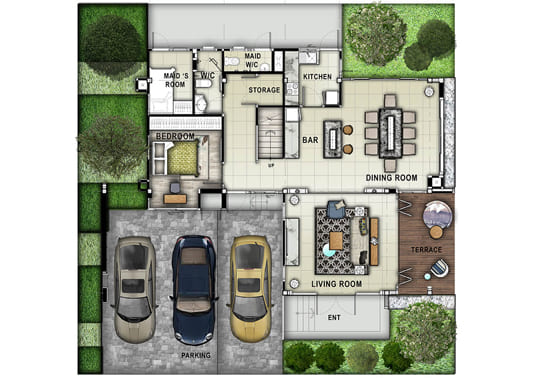 MAID
W/C
MAID 'S
ROOM
W/C
KITCHEN
STORAGE
BEDROOM
BAR
UP
DINING ROOM
TERRACE
LIVING ROOM
ENT
PARKING